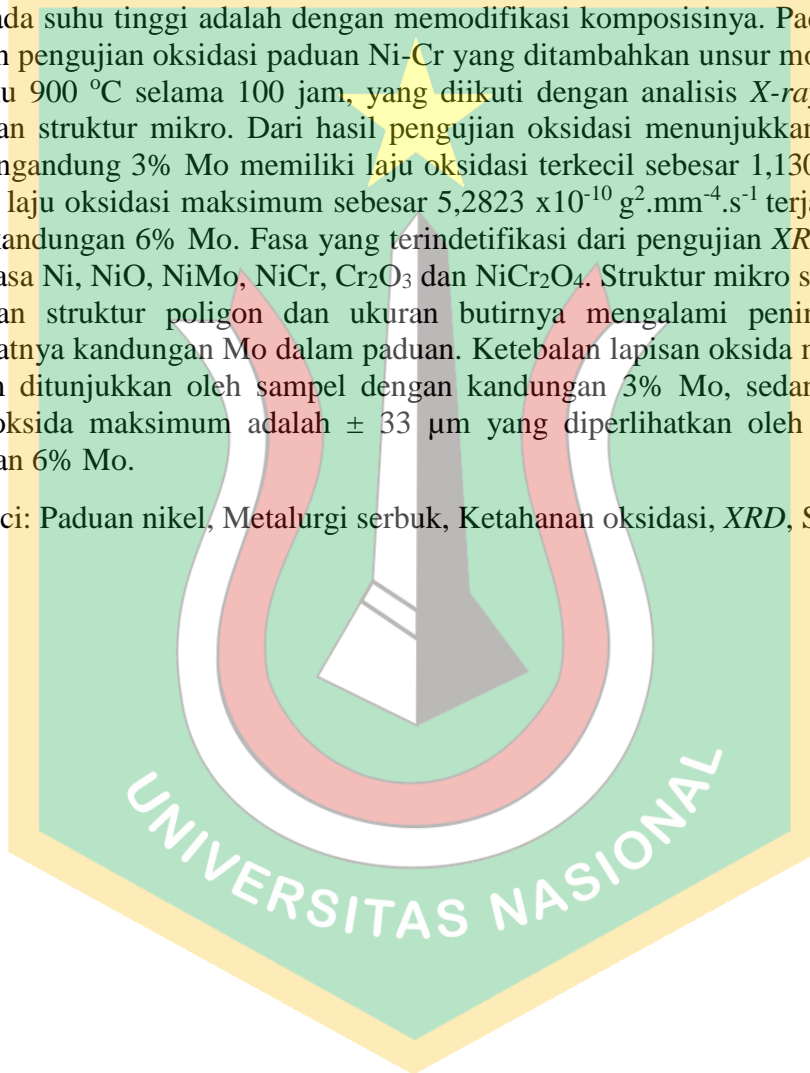 ada suhu tinggi adalah dengan memodifikasi komposisinya. Pa
pengujian oksidasi paduan Ni-Cr yang ditambahkan unsur mo
u 900 °C selama 100 jam, yang diikuti dengan analisis X-ray
an struktur mikro. Dari hasil pengujian oksidasi menunjukkan
ngandung 3% Mo memiliki laju oksidasi terkecil sebesar 1,130
laju oksidasi maksimum sebesar 5,2823 x10⁻¹⁰ g².mm⁻⁴.s⁻¹ terj
kandungan 6% Mo. Fasa yang terindetifikasi dari pengujian XR
asa Ni, NiO, NiMo, NiCr, Cr₂O₃ dan NiCr₂O₄. Struktur mikro s
an struktur poligon dan ukuran butirnya mengalami penin
atnya kandungan Mo dalam paduan. Ketebalan lapisan oksida
ditunjukkan oleh sampel dengan kandungan 3% Mo, sedan
oksida maksimum adalah ± 33 µm yang diperlihatkan oleh
an 6% Mo.
ci: Paduan nikel, Metalurgi serbuk, Ketahanan oksidasi, XRD, S
UNIVERSITAS NASIONAL